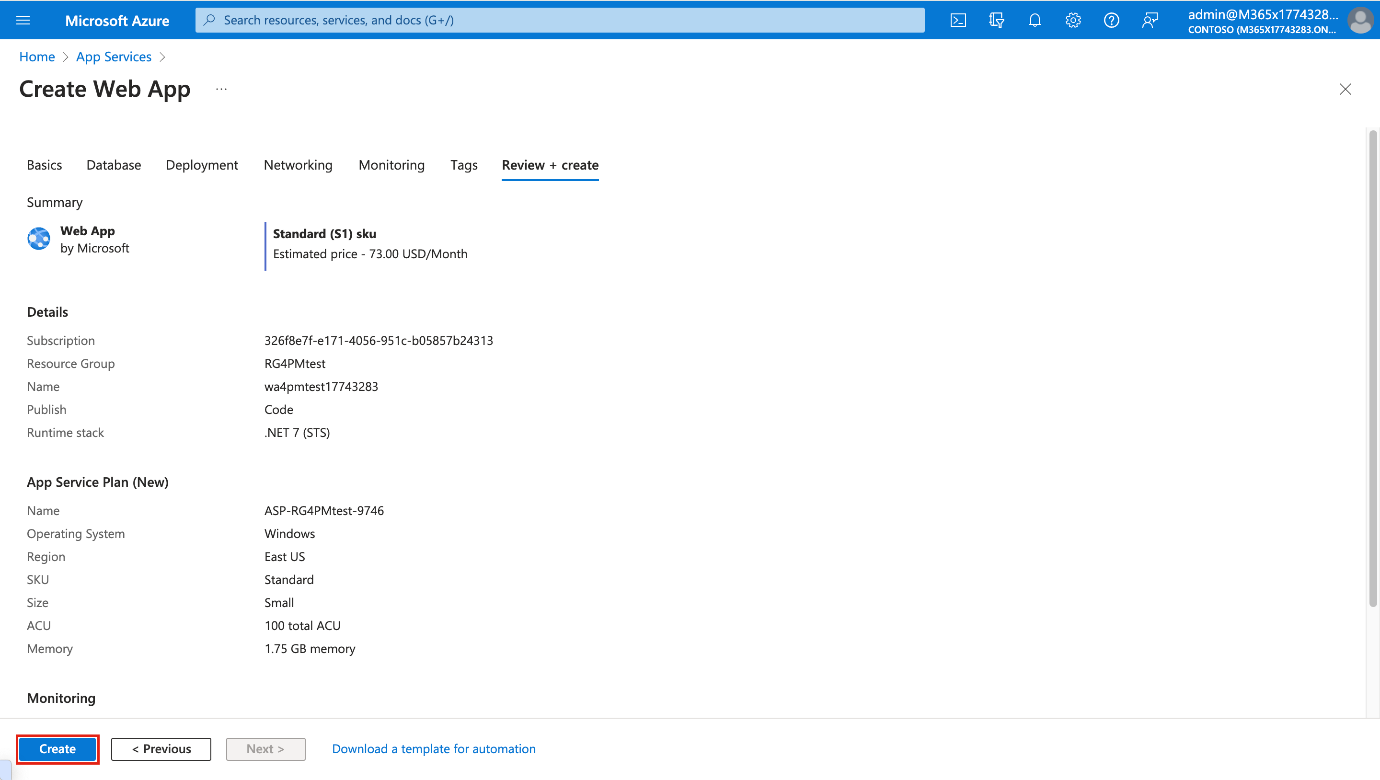 Microsoft Azure
Search resources, services, and docs (G+/)
admin@M365x1774328...
CONTOSO (M365X17743283.ON...
Home > App Services >
Create Web App ...
Basics Database Deployment Networking Monitoring Tags Review + create
Summary
Web App
by Microsoft
Standard (S1) sku
Estimated price - 73.00 USD/Month
Details
Subscription 326f8e7f-e171-4056-951c-b05857b24313
Resource Group RG4PMtest
Name wa4pmtest17743283
Publish Code
Runtime stack .NET 7 (STS)
App Service Plan (New)
Name ASP-RG4PMtest-9746
Operating System Windows
Region East US
SKU Standard
Size Small
ACU 100 total ACU
Memory 1.75 GB memory
Monitoring
Create < Previous Next > Download a template for automation